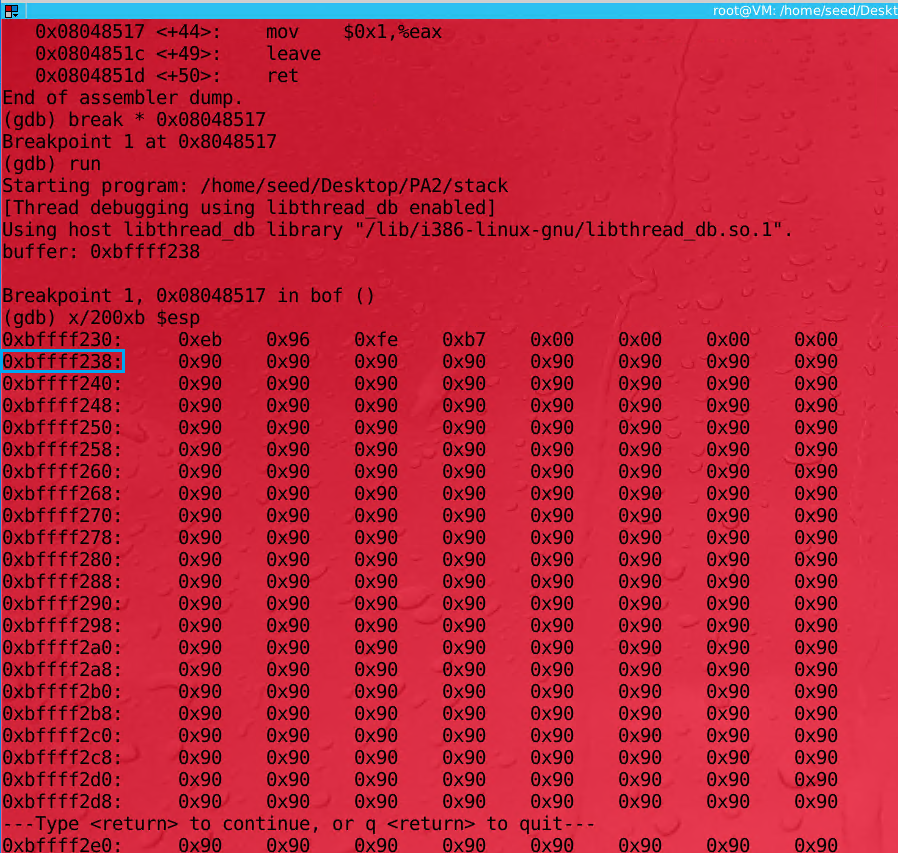 root@VM: /home/seed/Deskt
0x08048517 <+44>: mov $0x1,%eax
0x0804851c <+49>: leave
0x0804851d <+50>: ret
End of assembler dump.
(gdb) break * 0x08048517
Breakpoint 1 at 0x8048517
(gdb) run
Starting program: /home/seed/Desktop/PA2/stack
[Thread debugging using libthread_db enabled]
Using host libthread_db library "/lib/i386-linux-gnu/libthread_db.so.1".
buffer: 0xbffff238
Breakpoint 1, 0x08048517 in bof ()
(gdb) x/200xb $esp
0xbffff230: 0xeb 0x96 0xfe 0xb7 0x00 0x00 0x00 0x00
0xbffff238: 0x90 0x90 0x90 0x90 0x90 0x90 0x90 0x90
0xbffff240: 0x90 0x90 0x90 0x90 0x90 0x90 0x90 0x90
0xbffff248: 0x90 0x90 0x90 0x90 0x90 0x90 0x90 0x90
0xbffff250: 0x90 0x90 0x90 0x90 0x90 0x90 0x90 0x90
0xbffff258: 0x90 0x90 0x90 0x90 0x90 0x90 0x90 0x90
0xbffff260: 0x90 0x90 0x90 0x90 0x90 0x90 0x90 0x90
0xbffff268: 0x90 0x90 0x90 0x90 0x90 0x90 0x90 0x90
0xbffff270: 0x90 0x90 0x90 0x90 0x90 0x90 0x90 0x90
0xbffff278: 0x90 0x90 0x90 0x90 0x90 0x90 0x90 0x90
0xbffff280: 0x90 0x90 0x90 0x90 0x90 0x90 0x90 0x90
0xbffff288: 0x90 0x90 0x90 0x90 0x90 0x90 0x90 0x90
0xbffff290: 0x90 0x90 0x90 0x90 0x90 0x90 0x90 0x90
0xbffff298: 0x90 0x90 0x90 0x90 0x90 0x90 0x90 0x90
0xbffff2a0: 0x90 0x90 0x90 0x90 0x90 0x90 0x90 0x90
0xbffff2a8: 0x90 0x90 0x90 0x90 0x90 0x90 0x90 0x90
0xbffff2b0: 0x90 0x90 0x90 0x90 0x90 0x90 0x90 0x90
0xbffff2b8: 0x90 0x90 0x90 0x90 0x90 0x90 0x90 0x90
0xbffff2c0: 0x90 0x90 0x90 0x90 0x90 0x90 0x90 0x90
0xbffff2c8: 0x90 0x90 0x90 0x90 0x90 0x90 0x90 0x90
0xbffff2d0: 0x90 0x90 0x90 0x90 0x90 0x90 0x90 0x90
0xbffff2d8: 0x90 0x90 0x90 0x90 0x90 0x90 0x90 0x90
---Type <return> to continue, or q <return> to quit---
0xbffff2e0: 0x90 0x90 0x90 0x90 0x90 0x90 0x90 0x90